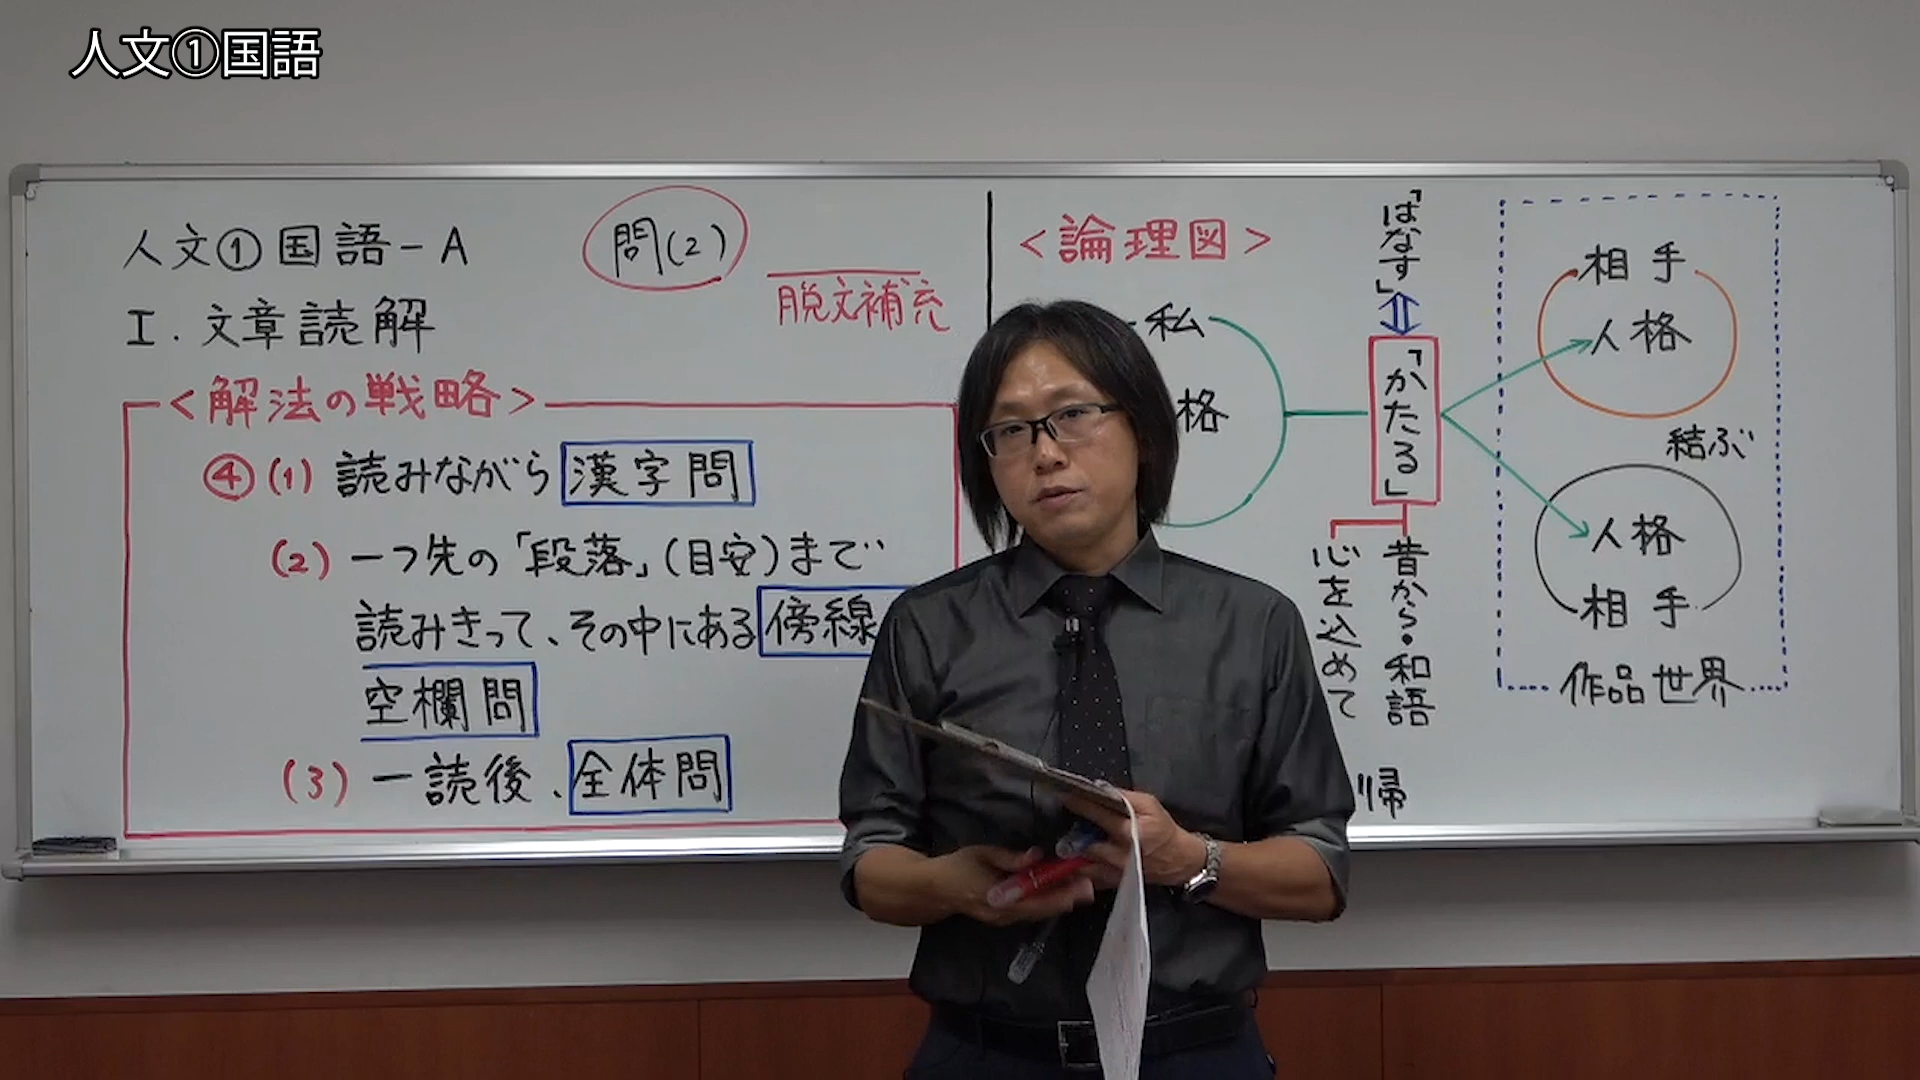 人文①国語
人文①国語-A
問(2)
脱文補充
I.文章読解
<解法の戦略>
④(1)読みながら漢字問
(2)一つ先の「段落」(目安)まで
読みきって、その中にある傍線
空欄問
(3)一読後、全体問
<論理図>
私
格
「はなす」
「かたる」
昔から・和語
心を込めて
帰
相手
人格
結ぶ
人格
相手
作品世界